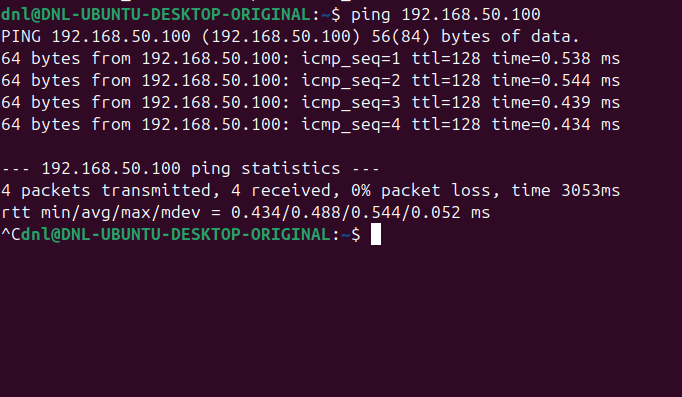 dnl@DNL-UBUNTU-DESKTOP-ORIGINAL:~$ ping 192.168.50.100
PING 192.168.50.100 (192.168.50.100) 56(84) bytes of data.
64 bytes from 192.168.50.100: icmp_seq=1 ttl=128 time=0.538 ms
64 bytes from 192.168.50.100: icmp_seq=2 ttl=128 time=0.544 ms
64 bytes from 192.168.50.100: icmp_seq=3 ttl=128 time=0.439 ms
64 bytes from 192.168.50.100: icmp_seq=4 ttl=128 time=0.434 ms

--- 192.168.50.100 ping statistics ---
4 packets transmitted, 4 received, 0% packet loss, time 3053ms
rtt min/avg/max/mdev = 0.434/0.488/0.544/0.052 ms
^Cdnl@DNL-UBUNTU-DESKTOP-ORIGINAL:~$